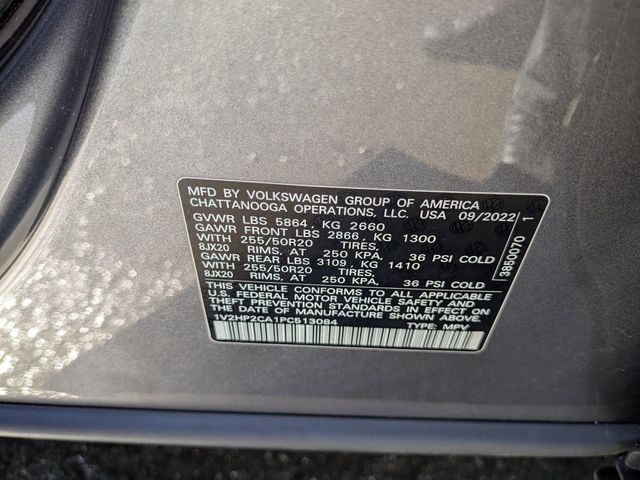 MFD BY VOLKSWAGEN GROUP OF AMERICA
CHATTANOOGA OPERATIONS, LLC. USA 09/2022
GVWR LBS 5864, KG 2660
GAWR FRONT LBS 2866, KG 1300
WITH 255/50R20 TIRES,
8JX20 RIMS, AT 250 KPA. 36 PSI COLD
GAWR REAR LBS 3109, KG 1410
WITH 255/50R20 TIRES,
8JX20 RIMS, AT 250 KPA. 36 PSI COLD
THIS VEHICLE CONFORMS TO ALL APPLICABLE
U.S. FEDERAL MOTOR VEHICLE SAFETY AND
THEFT PREVENTION STANDARDS IN EFFECT ON
THE DATE OF MANUFACTURE SHOWN ABOVE.
1V2HP2CA1PC513084 TYPE: MPV
3850070 1